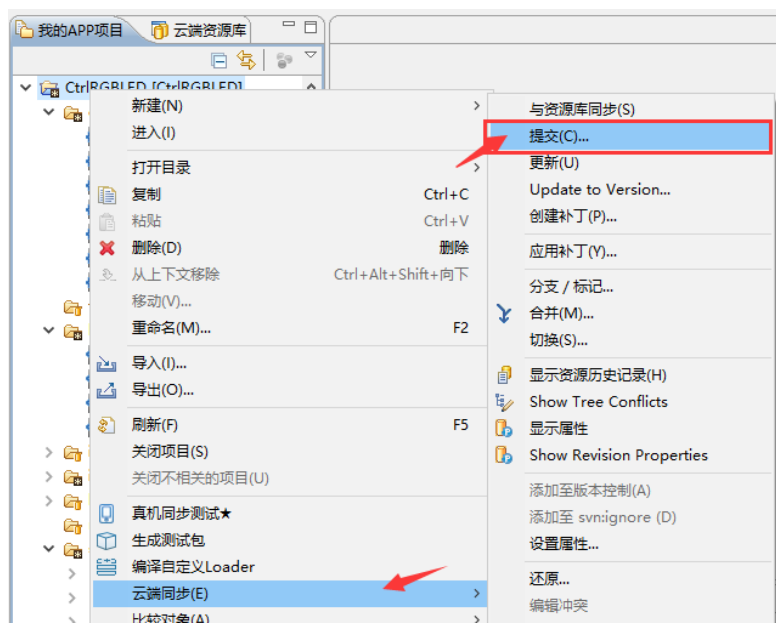 我的APP项目
云端资源库
CtrlRGBLED [CtrlRGBLED]
新建(N)
进入(I)
打开目录
复制 Ctrl+C
粘贴 Ctrl+V
删除(D) 删除
从上下文移除 Ctrl+Alt+Shift+向下
移动(V)...
重命名(M)... F2
导入(I)...
导出(O)...
刷新(F) F5
关闭项目(S)
关闭不相关的项目(U)
真机同步测试★
生成测试包
编译自定义Loader
云端同步(E)
比较对象(A)
与资源库同步(S)
提交(C)...
更新(U)
Update to Version...
创建补丁(P)...
应用补丁(Y)...
分支 / 标记...
合并(M)...
切换(S)...
显示资源历史记录(H)
Show Tree Conflicts
显示属性
Show Revision Properties
添加至版本控制(A)
添加至 svn:ignore (D)
设置属性...
还原...
编辑冲突